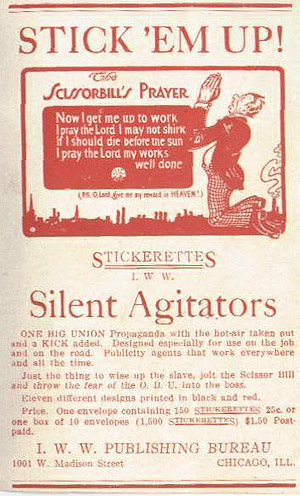 STICK 'EM UP!
The
SCISSORBILL'S PRAYER
Now I get me up to work
I pray the Lord I may not shirk
If I should die before the sun
I pray the Lord my work's
well done
(P.S. O, Lord, give me my reward in HEAVEN!)
STICKERETTES
I. W. W.
Silent Agitators
ONE BIG UNION Propaganda with the hot-air taken out
and a KICK added. Designed especially for use on the job
and on the road. Publicity agents that work everywhere
and all the time.
Just the thing to wise up the slave, jolt the Scissor Bill
and throw the fear of the O. B. U. into the boss.
Eleven different designs printed in black and red.
Price. One envelope containing 150 STICKERETTES 25c. or
one box of 10 envelopes (1,500 STICKERETTES) $1.50 Post-
paid.
I. W. W. PUBLISHING BUREAU
1001 W. Madison Street CHICAGO, ILL.